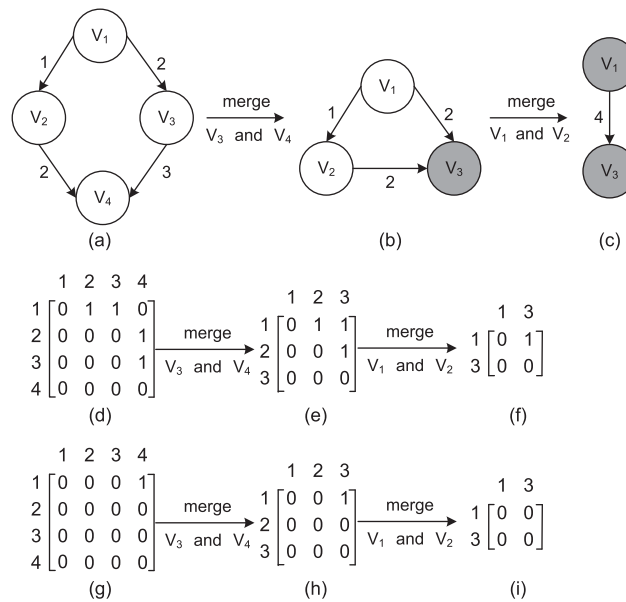 V1
1 2
V2 V3
2 3
V4
(a)
merge
V3 and V4
V1
1 2
V2 2 V3
(b)
merge
V1 and V2
V1
4
V3
(c)
1 2 3 4
1 0 1 1 0
2 0 0 0 1
3 0 0 0 1
4 0 0 0 0
(d)
merge
V3 and V4
1 2 3
1 0 1 1
2 0 0 1
3 0 0 0
(e)
merge
V1 and V2
1 3
1 0 1
3 0 0
(f)
1 2 3 4
1 0 0 0 1
2 0 0 0 0
3 0 0 0 0
4 0 0 0 0
(g)
merge
V3 and V4
1 2 3
1 0 0 1
2 0 0 0
3 0 0 0
(h)
merge
V1 and V2
1 3
1 0 0
3 0 0
(i)